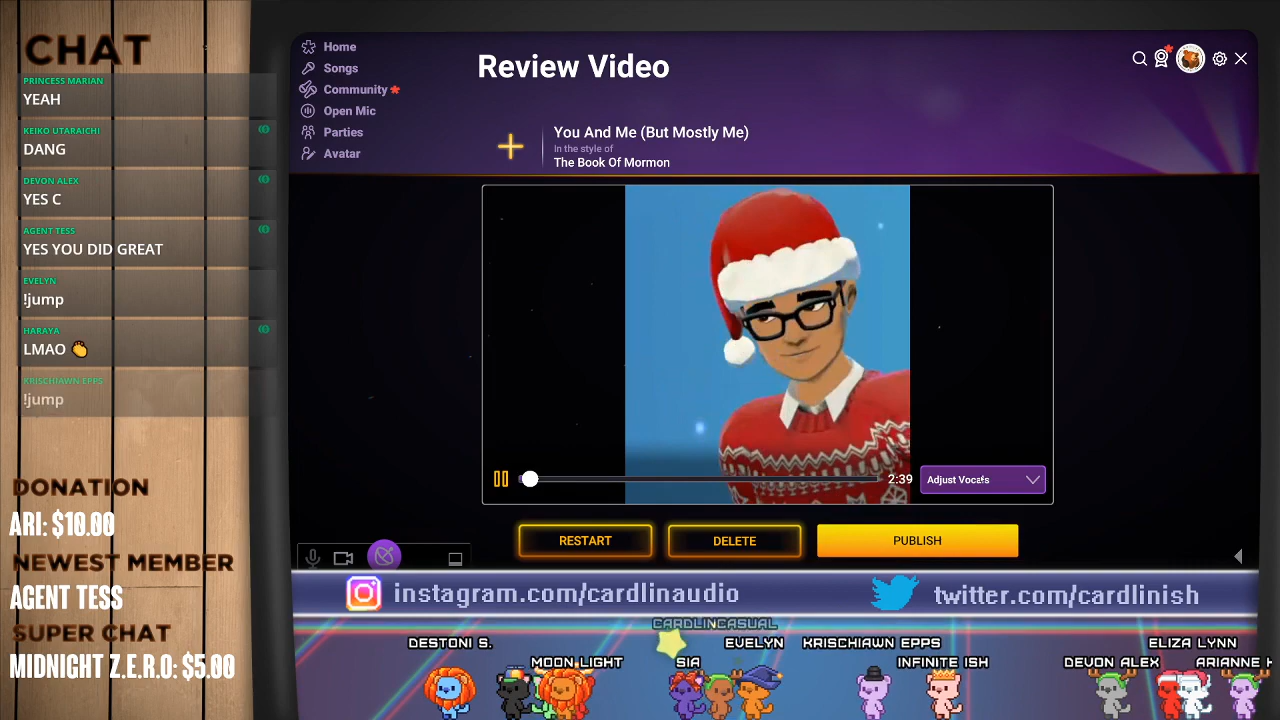 CHAT
PRINCESS MARIAN
YEAH
KEIKO UTARAICHI
DANG
DEVON ALEX
YES C
AGENT TESS
YES YOU DID GREAT
EVELYN
!jump
HARAYA
LMAO 👏
KRISCHIAWN EPPS
!jump
DONATION
ARI: $10.00
NEWEST MEMBER
AGENT TESS
SUPER CHAT
MIDNIGHT Z.E.R.O: $5.00
Home
Songs
Community
Open Mic
Parties
Avatar
Review Video
You And Me (But Mostly Me)
In the style of
The Book Of Mormon
2:39
Adjust Vocals
RESTART
DELETE
PUBLISH
instagram.com/cardlinaudio
twitter.com/cardlinish
CARDLINCASUAL
DESTONI S.
EVELYN
KRISCHIAWN EPPS
ELIZA LYNN
MOON LIGHT
SIA
INFINITE ISH
DEVON ALEX
ARIANNE H